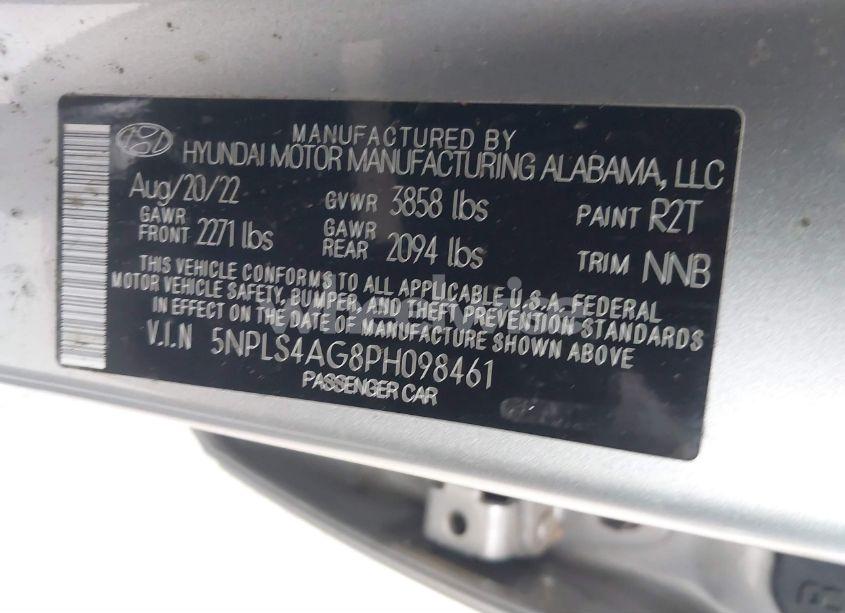 MANUFACTURED BY
HYUNDAI MOTOR MANUFACTURING ALABAMA, LLC
Aug/20/22 GVWR 3858 lbs PAINT R2T
GAWR FRONT 2271 lbs GAWR REAR 2094 lbs TRIM NNB
THIS VEHICLE CONFORMS TO ALL APPLICABLE U.S.A. FEDERAL
MOTOR VEHICLE SAFETY, BUMPER, AND THEFT PREVENTION STANDARDS
IN EFFECT ON THE DATE OF MANUFACTURE SHOWN ABOVE
V.I.N 5NPLS4AG8PH098461
PASSENGER CAR